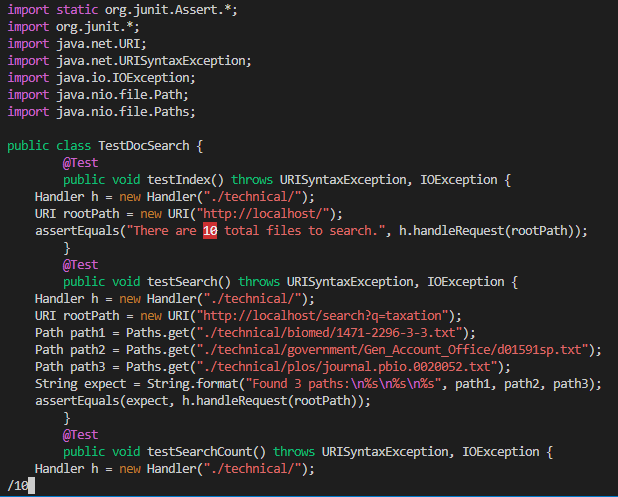 import static org.junit.Assert.*;
import org.junit.*;
import java.net.URI;
import java.net.URISyntaxException;
import java.io.IOException;
import java.nio.file.Path;
import java.nio.file.Paths;

public class TestDocSearch {
        @Test
        public void testIndex() throws URISyntaxException, IOException {
    Handler h = new Handler("./technical/");
    URI rootPath = new URI("http://localhost/");
    assertEquals("There are 10 total files to search.", h.handleRequest(rootPath));
        }
        @Test
        public void testSearch() throws URISyntaxException, IOException {
    Handler h = new Handler("./technical/");
    URI rootPath = new URI("http://localhost/search?q=taxation");
    Path path1 = Paths.get("./technical/biomed/1471-2296-3-3.txt");
    Path path2 = Paths.get("./technical/government/Gen_Account_Office/d01591sp.txt");
    Path path3 = Paths.get("./technical/plos/journal.pbio.0020052.txt");
    String expect = String.format("Found 3 paths:\n%s\n%s\n%s", path1, path2, path3);
    assertEquals(expect, h.handleRequest(rootPath));
        }
        @Test
        public void testSearchCount() throws URISyntaxException, IOException {
    Handler h = new Handler("./technical/");
/10